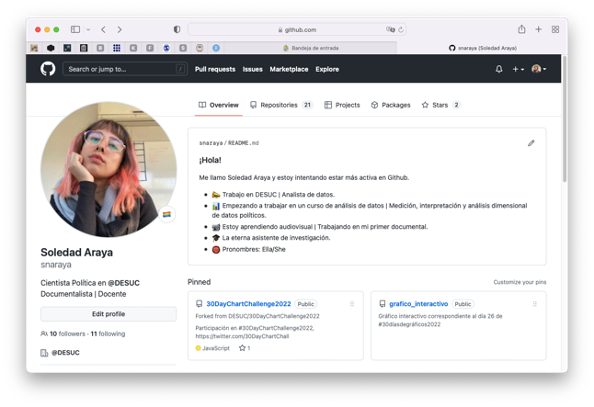 github.com
Bandeja de entrada
snaraya (Soledad Araya)
Search or jump to...
/
Pull requests Issues Marketplace Explore
Overview Repositories 21 Projects Packages Stars 2
snaraya / README.md
¡Hola!
Me llamo Soledad Araya y estoy intentando estar más activa en Github.
Trabajo en DESUC | Analista de datos.
Empezando a trabajar en un curso de análisis de datos | Medición, interpretación y análisis dimensional
de datos políticos.
Estoy aprendiendo audiovisual | Trabajando en mi primer documental.
La eterna asistente de investigación.
Pronombres: Ella/She
Soledad Araya
snaraya
Cientista Política en @DESUC
Documentalista | Docente
Edit profile
10 followers · 11 following
@DESUC
Pinned
Customize your pins
30DayChartChallenge2022 Public
Forked from DESUC/30DayChartChallenge2022
Participación en #30DayChartChallenge2022,
https://twitter.com/30DayChartChall
JavaScript 1
grafico_interactivo Public
Gráfico interactivo correspondiente al día 26 de
#30díasdegráficos2022